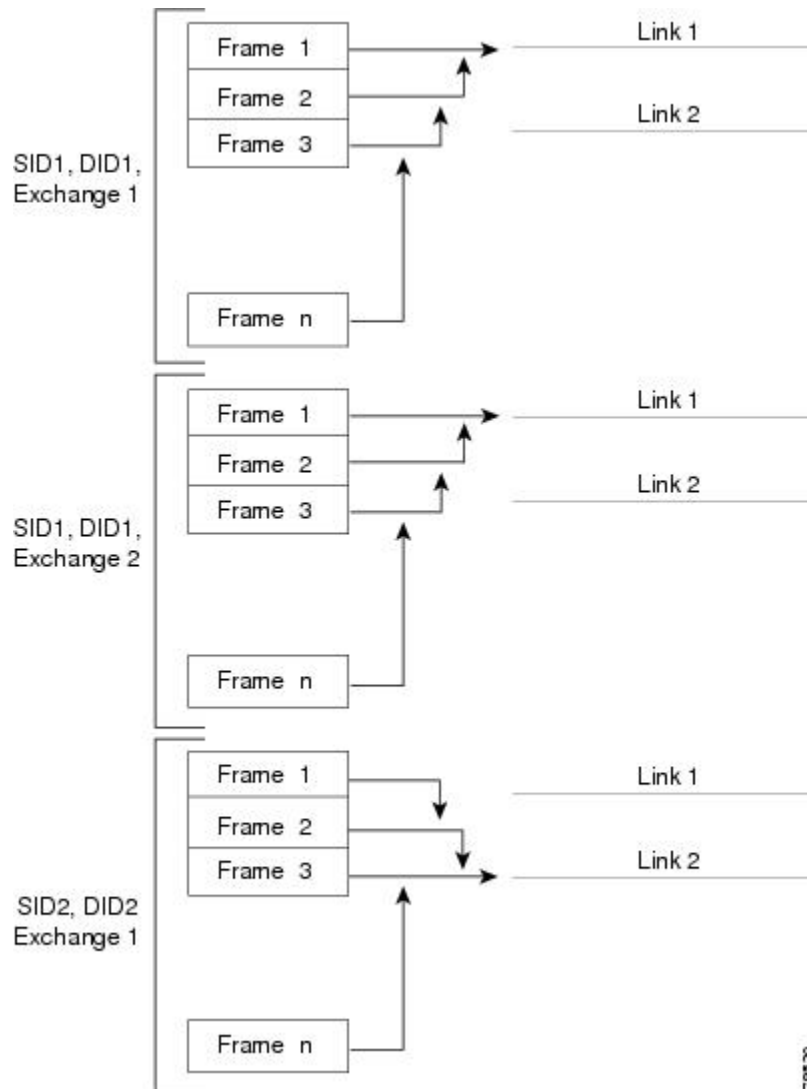 Frame 1
Frame 2
Frame 3
Link 1
Link 2
SID1, DID1,
Exchange 1
Frame n
Frame 1
Frame 2
Frame 3
Link 1
Link 2
SID1, DID1,
Exchange 2
Frame n
Frame 1
Frame 2
Frame 3
Link 1
Link 2
SID2, DID2
Exchange 1
Frame n